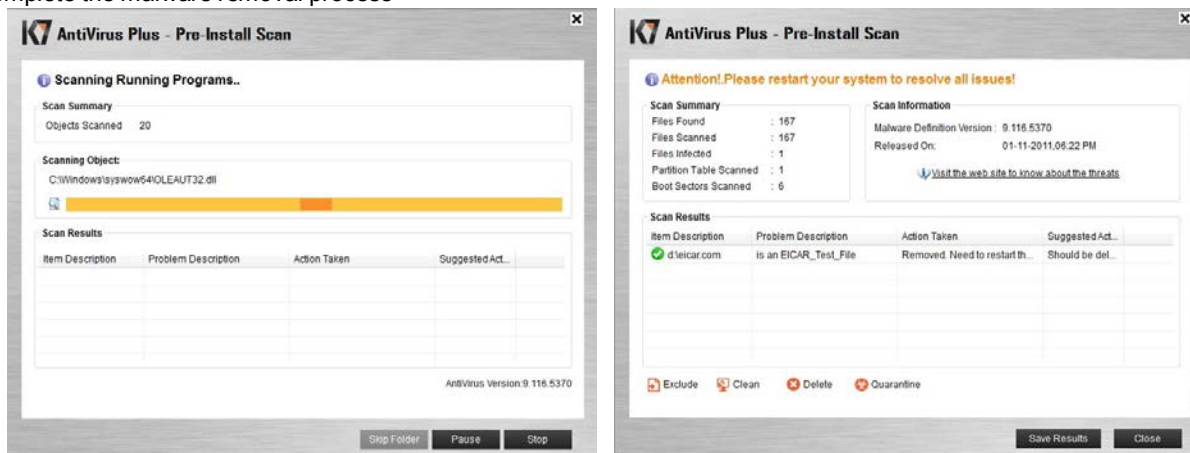 K7 AntiVirus Plus - Pre-Install Scan
Scanning Running Programs..
Scan Summary
Objects Scanned 20
Scanning Object:
C:\Windows\syswow64\OLEAUT32.dll
Scan Results
Item Description Problem Description Action Taken Suggested Act...
AntiVirus Version:9.116.5370
Skip Folder Pause Stop
K7 AntiVirus Plus - Pre-Install Scan
Attention!.Please restart your system to resolve all issues!
Scan Summary
Files Found : 167
Files Scanned : 167
Files Infected : 1
Partition Table Scanned : 1
Boot Sectors Scanned : 6
Scan Information
Malware Definition Version : 9.116.5370
Released On: 01-11-2011,06:22 PM
Visit the web site to know about the threats
Scan Results
Item Description Problem Description Action Taken Suggested Act...
d:\eicar.com is an EICAR_Test_File Removed. Need to restart th... Should be del...
Exclude Clean Delete Quarantine
Save Results Close